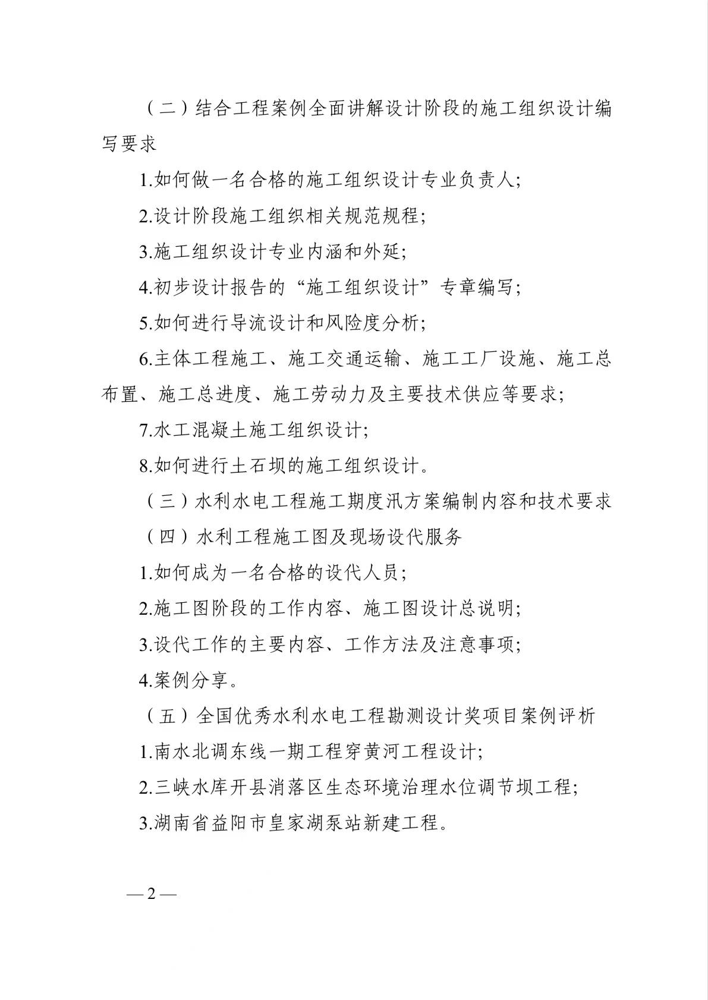 （二）结合工程案例全面讲解设计阶段的施工组织设计编
写要求
1.如何做一名合格的施工组织设计专业负责人；
2.设计阶段施工组织相关规范规程；
3.施工组织设计专业内涵和外延；
4.初步设计报告的“施工组织设计”专章编写；
5.如何进行导流设计和风险度分析；
6.主体工程施工、施工交通运输、施工工厂设施、施工总
布置、施工总进度、施工劳动力及主要技术供应等要求；
7.水工混凝土施工组织设计；
8.如何进行土石坝的施工组织设计。
（三）水利水电工程施工期度汛方案编制内容和技术要求
（四）水利工程施工图及现场设代服务
1.如何成为一名合格的设代人员；
2.施工图阶段的工作内容、施工图设计总说明；
3.设代工作的主要内容、工作方法及注意事项；
4.案例分享。
（五）全国优秀水利水电工程勘测设计奖项目案例评析
1.南水北调东线一期工程穿黄河工程设计；
2.三峡水库开县消落区生态环境治理水位调节坝工程；
3.湖南省益阳市皇家湖泵站新建工程。
— 2 —